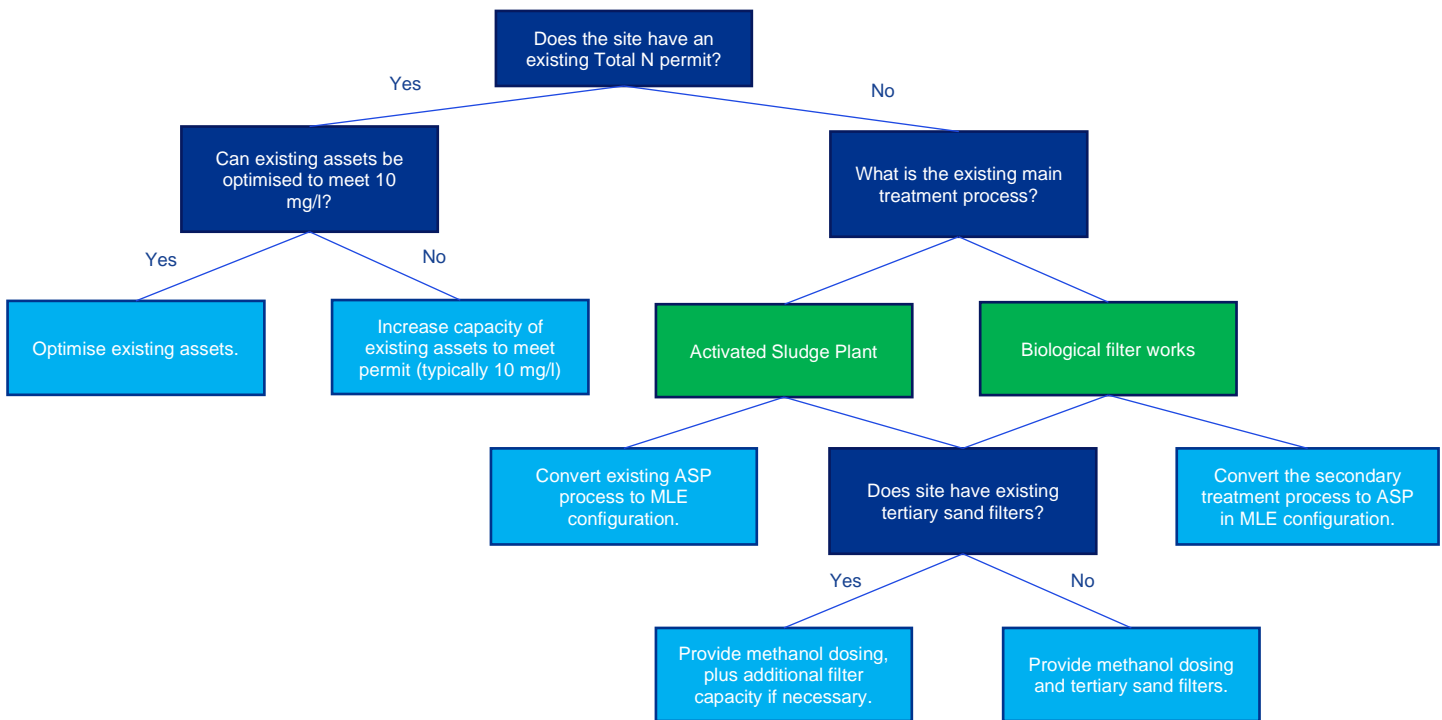 Does the site have an
existing Total N permit?
Yes
No
Can existing assets be
optimised to meet 10
mg/l?
What is the existing main
treatment process?
Yes
No
Optimise existing assets.
Increase capacity of
existing assets to meet
permit (typically 10 mg/l)
Activated Sludge Plant
Biological filter works
Convert existing ASP
process to MLE
configuration.
Does site have existing
tertiary sand filters?
Convert the secondary
treatment process to ASP
in MLE configuration.
Yes
No
Provide methanol dosing,
plus additional filter
capacity if necessary.
Provide methanol dosing
and tertiary sand filters.